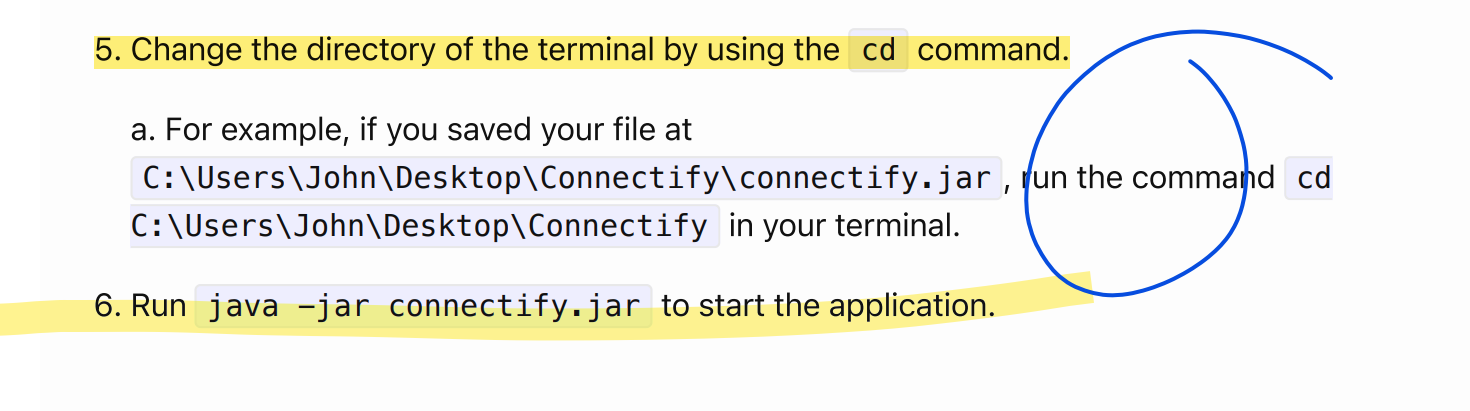 5. Change the directory of the terminal by using the cd command.
a. For example, if you saved your file at
C:\Users\John\Desktop\Connectify\connectify.jar, run the command cd
C:\Users\John\Desktop\Connectify in your terminal.
6. Run java -jar connectify.jar to start the application.